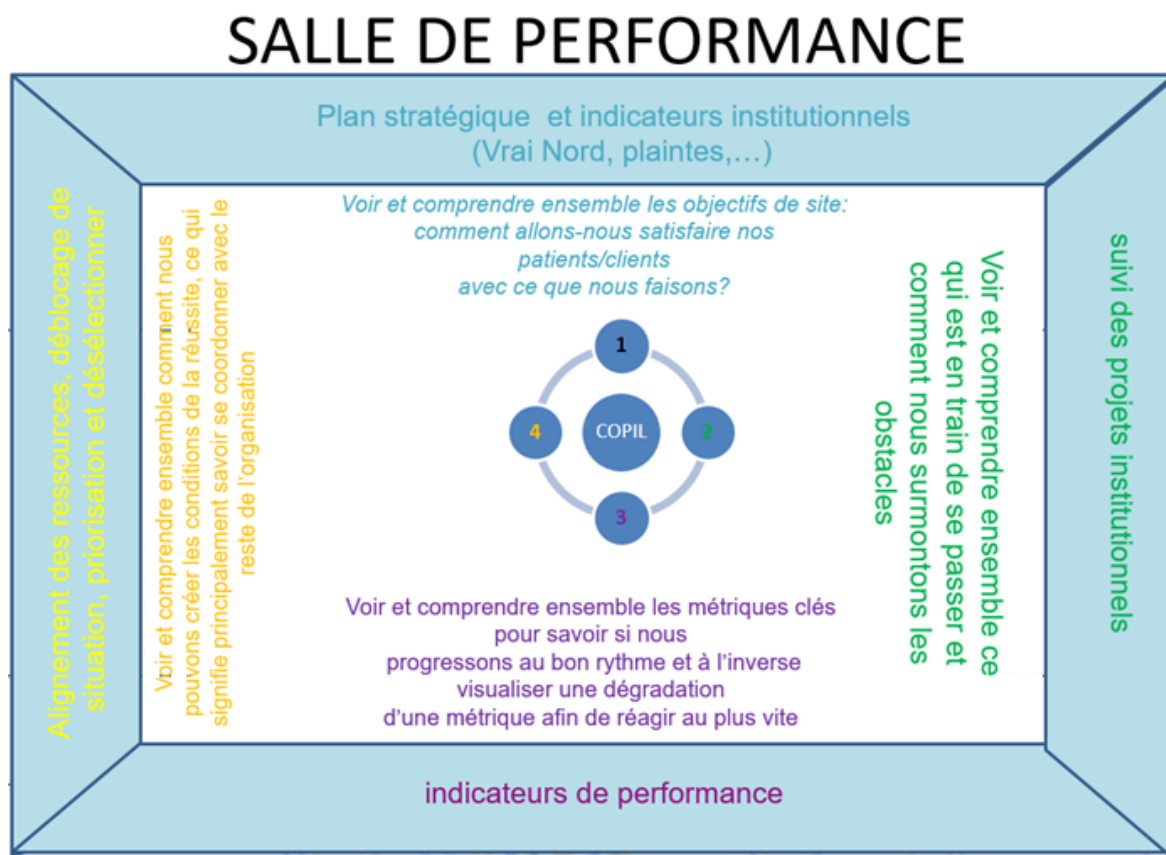 SALLE DE PERFORMANCE
Plan stratégique et indicateurs institutionnels
(Vrai Nord, plaintes,…)
Voir et comprendre ensemble les objectifs de site:
comment allons-nous satisfaire nos
patients/clients
avec ce que nous faisons?
Alignement des ressources, déblocage de
situation, priorisation et désélectionner
Voir et comprendre ensemble comment nous
pouvons créer les conditions de la réussite, ce qui
signifie principalement savoir se coordonner avec le
reste de l'organisation
1
4
COPIL
2
3
Voir et comprendre ensemble ce
qui est en train de se passer et
comment nous surmontons les
obstacles
suivi des projets institutionnels
Voir et comprendre ensemble les métriques clés
pour savoir si nous
progressons au bon rythme et à l'inverse
visualiser une dégradation
d'une métrique afin de réagir au plus vite
indicateurs de performance